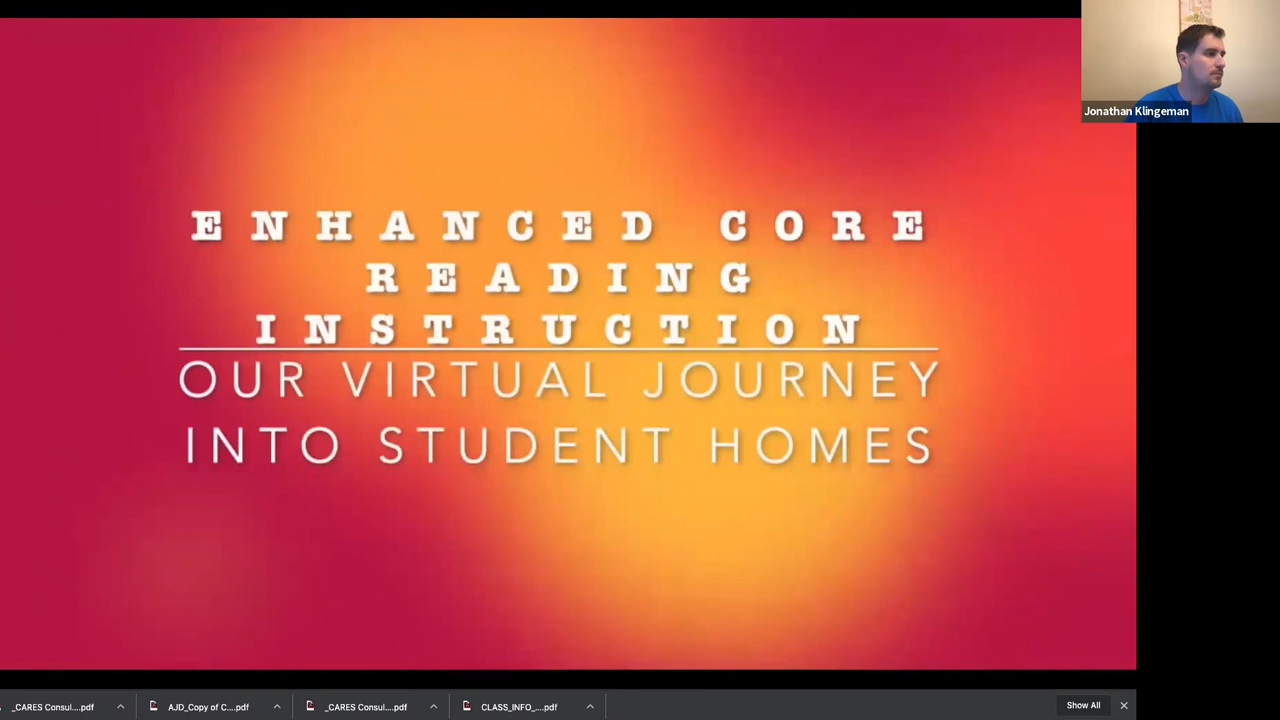 Jonathan Klingeman
ENHANCED CORE
READING
INSTRUCTION
OUR VIRTUAL JOURNEY
INTO STUDENT HOMES
_CARES Consul....pdf
AJD_Copy of C....pdf
_CARES Consul....pdf
CLASS_INFO_....pdf
Show All